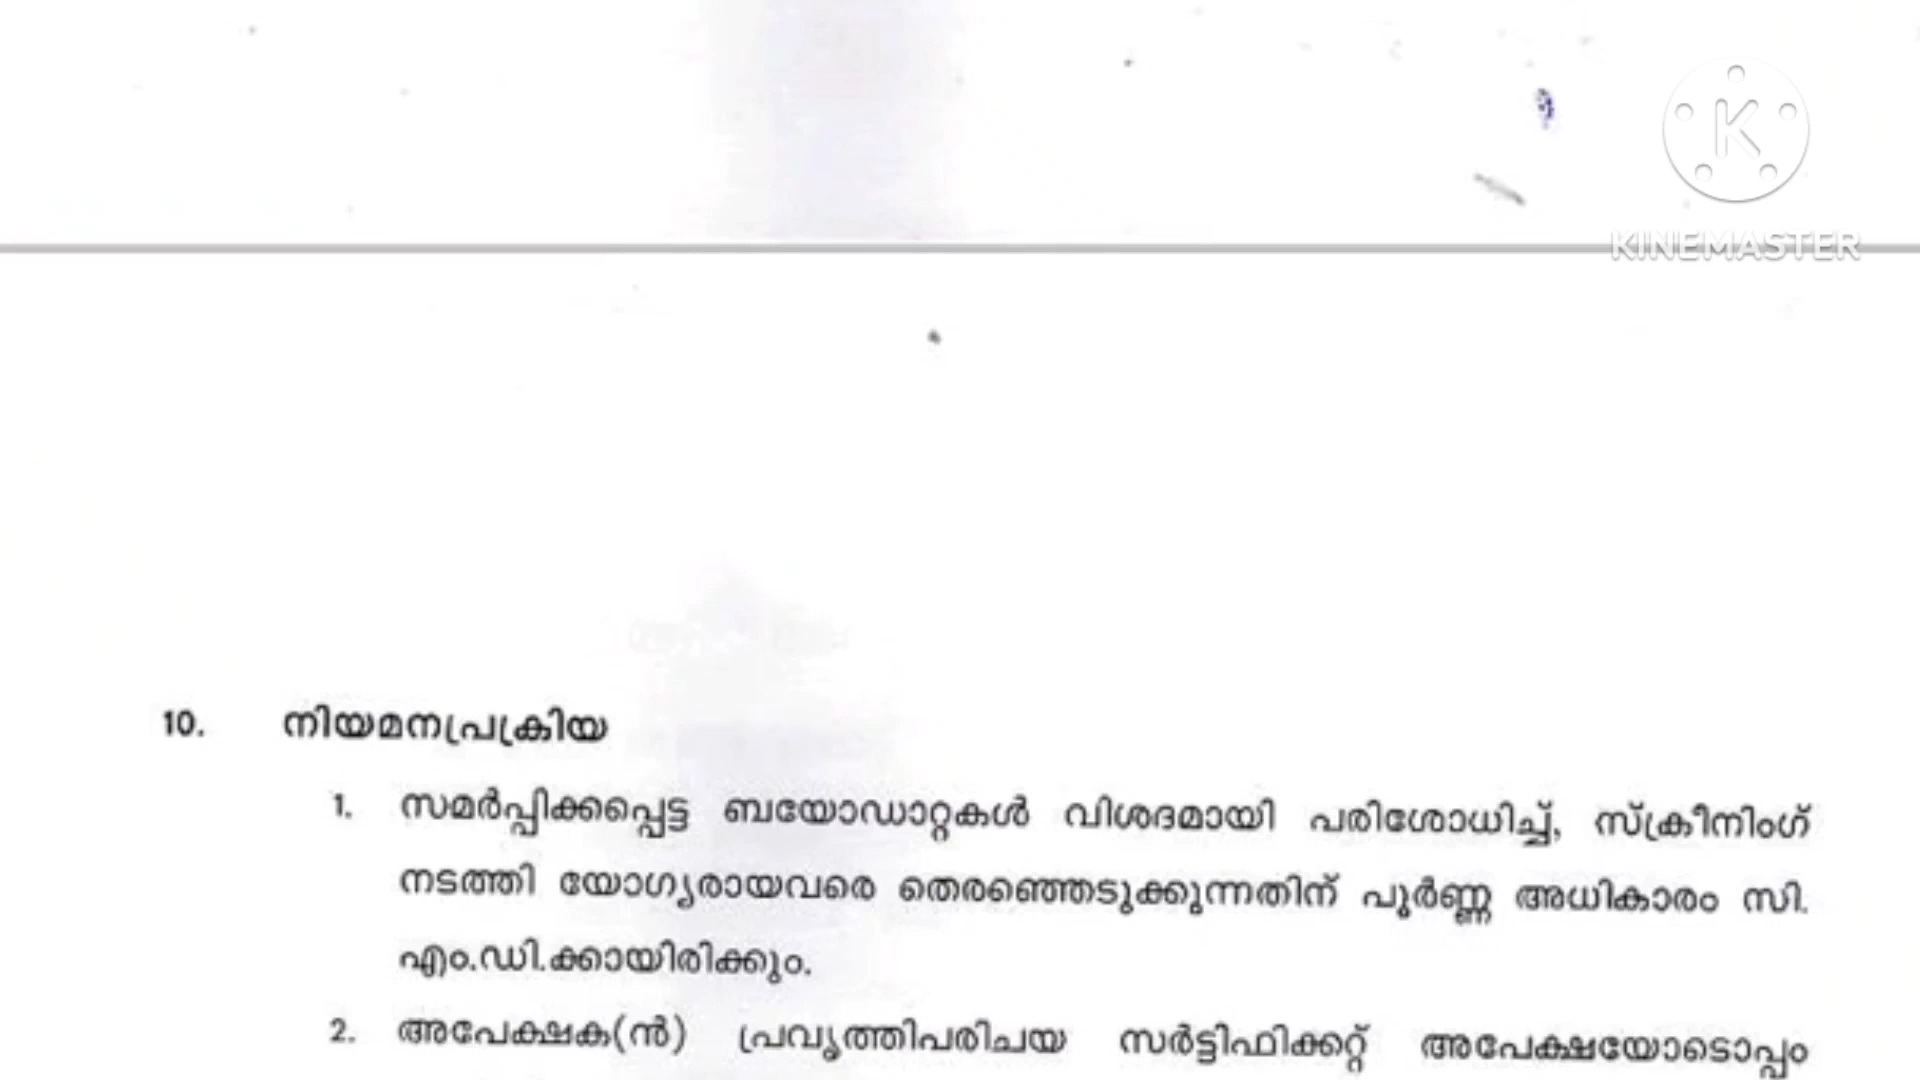 KINEMASTER
10. നിയമനപ്രക്രിയ
1. സമർപ്പിക്കപ്പെട്ട ബയോഡാറ്റകൾ വിശദമായി പരിശോധിച്ച്, സ്ക്രീനിംഗ്
നടത്തി യോഗ്യരായവരെ തെരഞ്ഞെടുക്കുന്നതിന് പൂർണ്ണ അധികാരം സി.
എം.ഡി.ക്കായിരിക്കും.
2. അപേക്ഷക(ൻ) പ്രവൃത്തിപരിചയ സർട്ടിഫിക്കറ്റ് അപേക്ഷയോടൊപ്പം